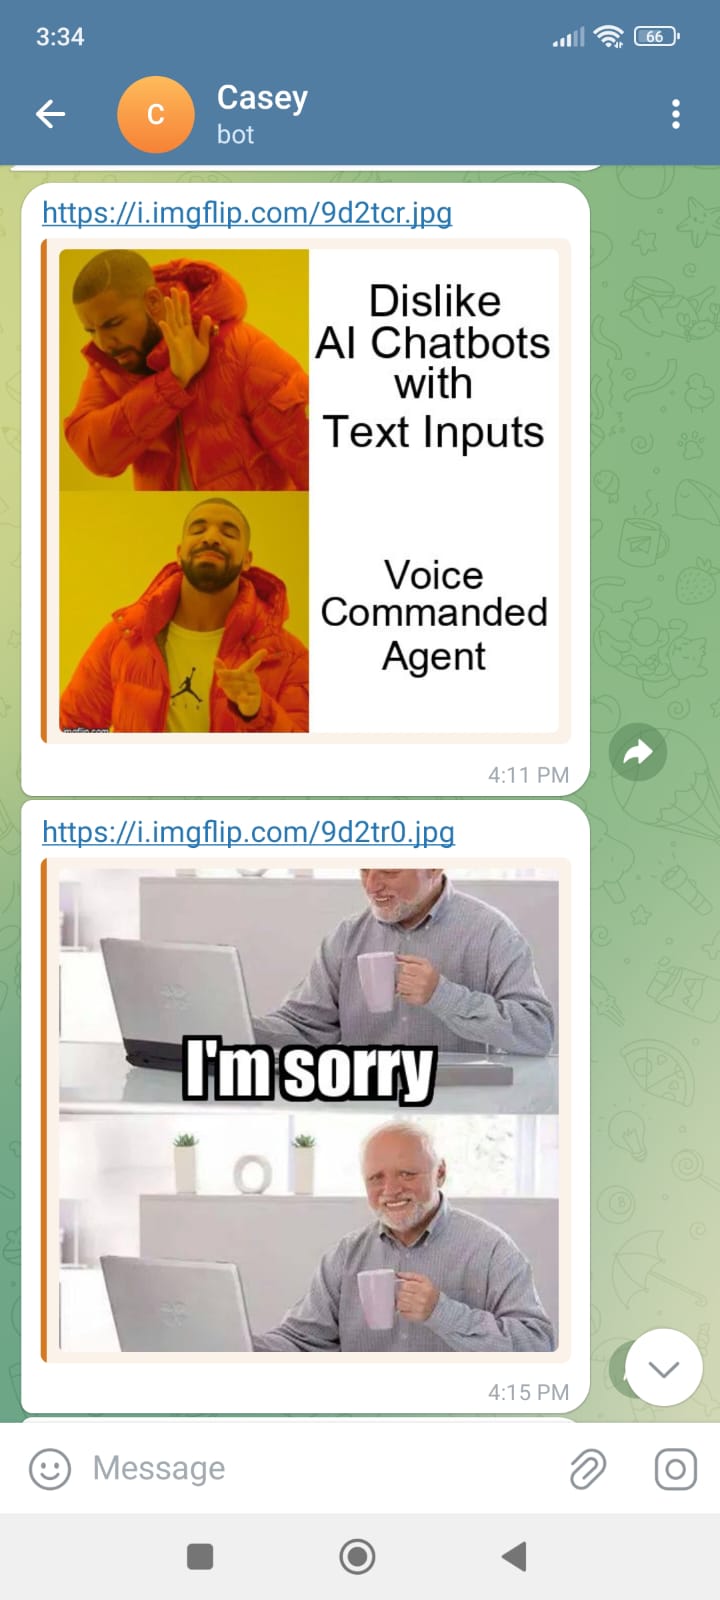 3:34
66
C
Casey
bot
https://i.imgflip.com/9d2tcr.jpg
Dislike
AI Chatbots
with
Text Inputs
Voice
Commanded
Agent
imgflip.com
4:11 PM
https://i.imgflip.com/9d2tr0.jpg
I'm sorry
4:15 PM
Message